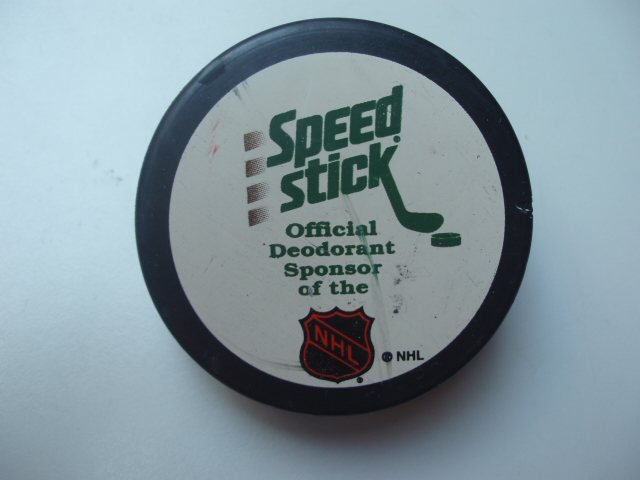 Speed
Stick
Official
Deodorant
Sponsor
of the
NHL
® NHL